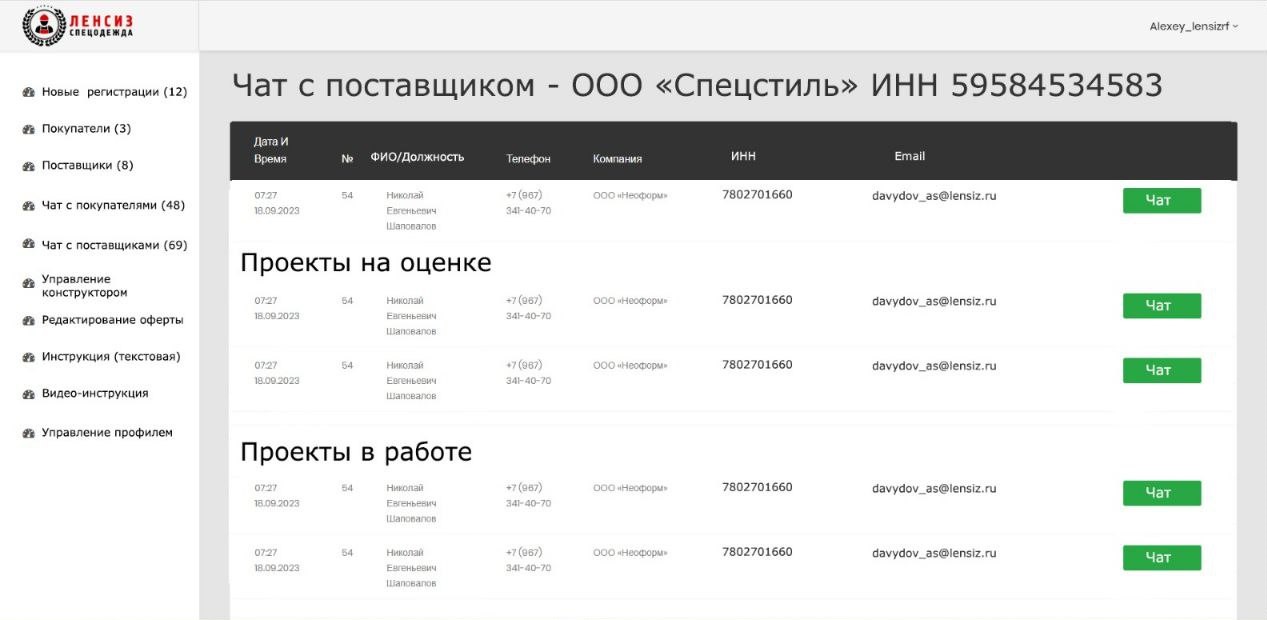 ЛЕНСИЗ
СПЕЦОДЕЖДА
Alexey_lensizrf
Новые регистрации (12)
Покупатели (3)
Поставщики (8)
Чат с покупателями (48)
Чат с поставщиками (69)
Управление
конструктором
Редактирование оферты
Инструкция (текстовая)
Видео-инструкция
Управление профилем
Чат с поставщиком - ООО «Спецстиль» ИНН 59584534583
Дата И
Время № ФИО/Должность Телефон Компания ИНН Email
07:27 54 Николай +7 (967) ООО «Неоформ» 7802701660 davydov_as@lensiz.ru Чат
18.09.2023 Евгеньевич 341-40-70
Шаповалов
Проекты на оценке
07:27 54 Николай +7 (967) ООО «Неоформ» 7802701660 davydov_as@lensiz.ru Чат
18.09.2023 Евгеньевич 341-40-70
Шаповалов
07:27 54 Николай +7 (967) ООО «Неоформ» 7802701660 davydov_as@lensiz.ru Чат
18.09.2023 Евгеньевич 341-40-70
Шаповалов
Проекты в работе
07:27 54 Николай +7 (967) ООО «Неоформ» 7802701660 davydov_as@lensiz.ru Чат
18.09.2023 Евгеньевич 341-40-70
Шаповалов
07:27 54 Николай +7 (967) ООО «Неоформ» 7802701660 davydov_as@lensiz.ru Чат
18.09.2023 Евгеньевич 341-40-70
Шаповалов